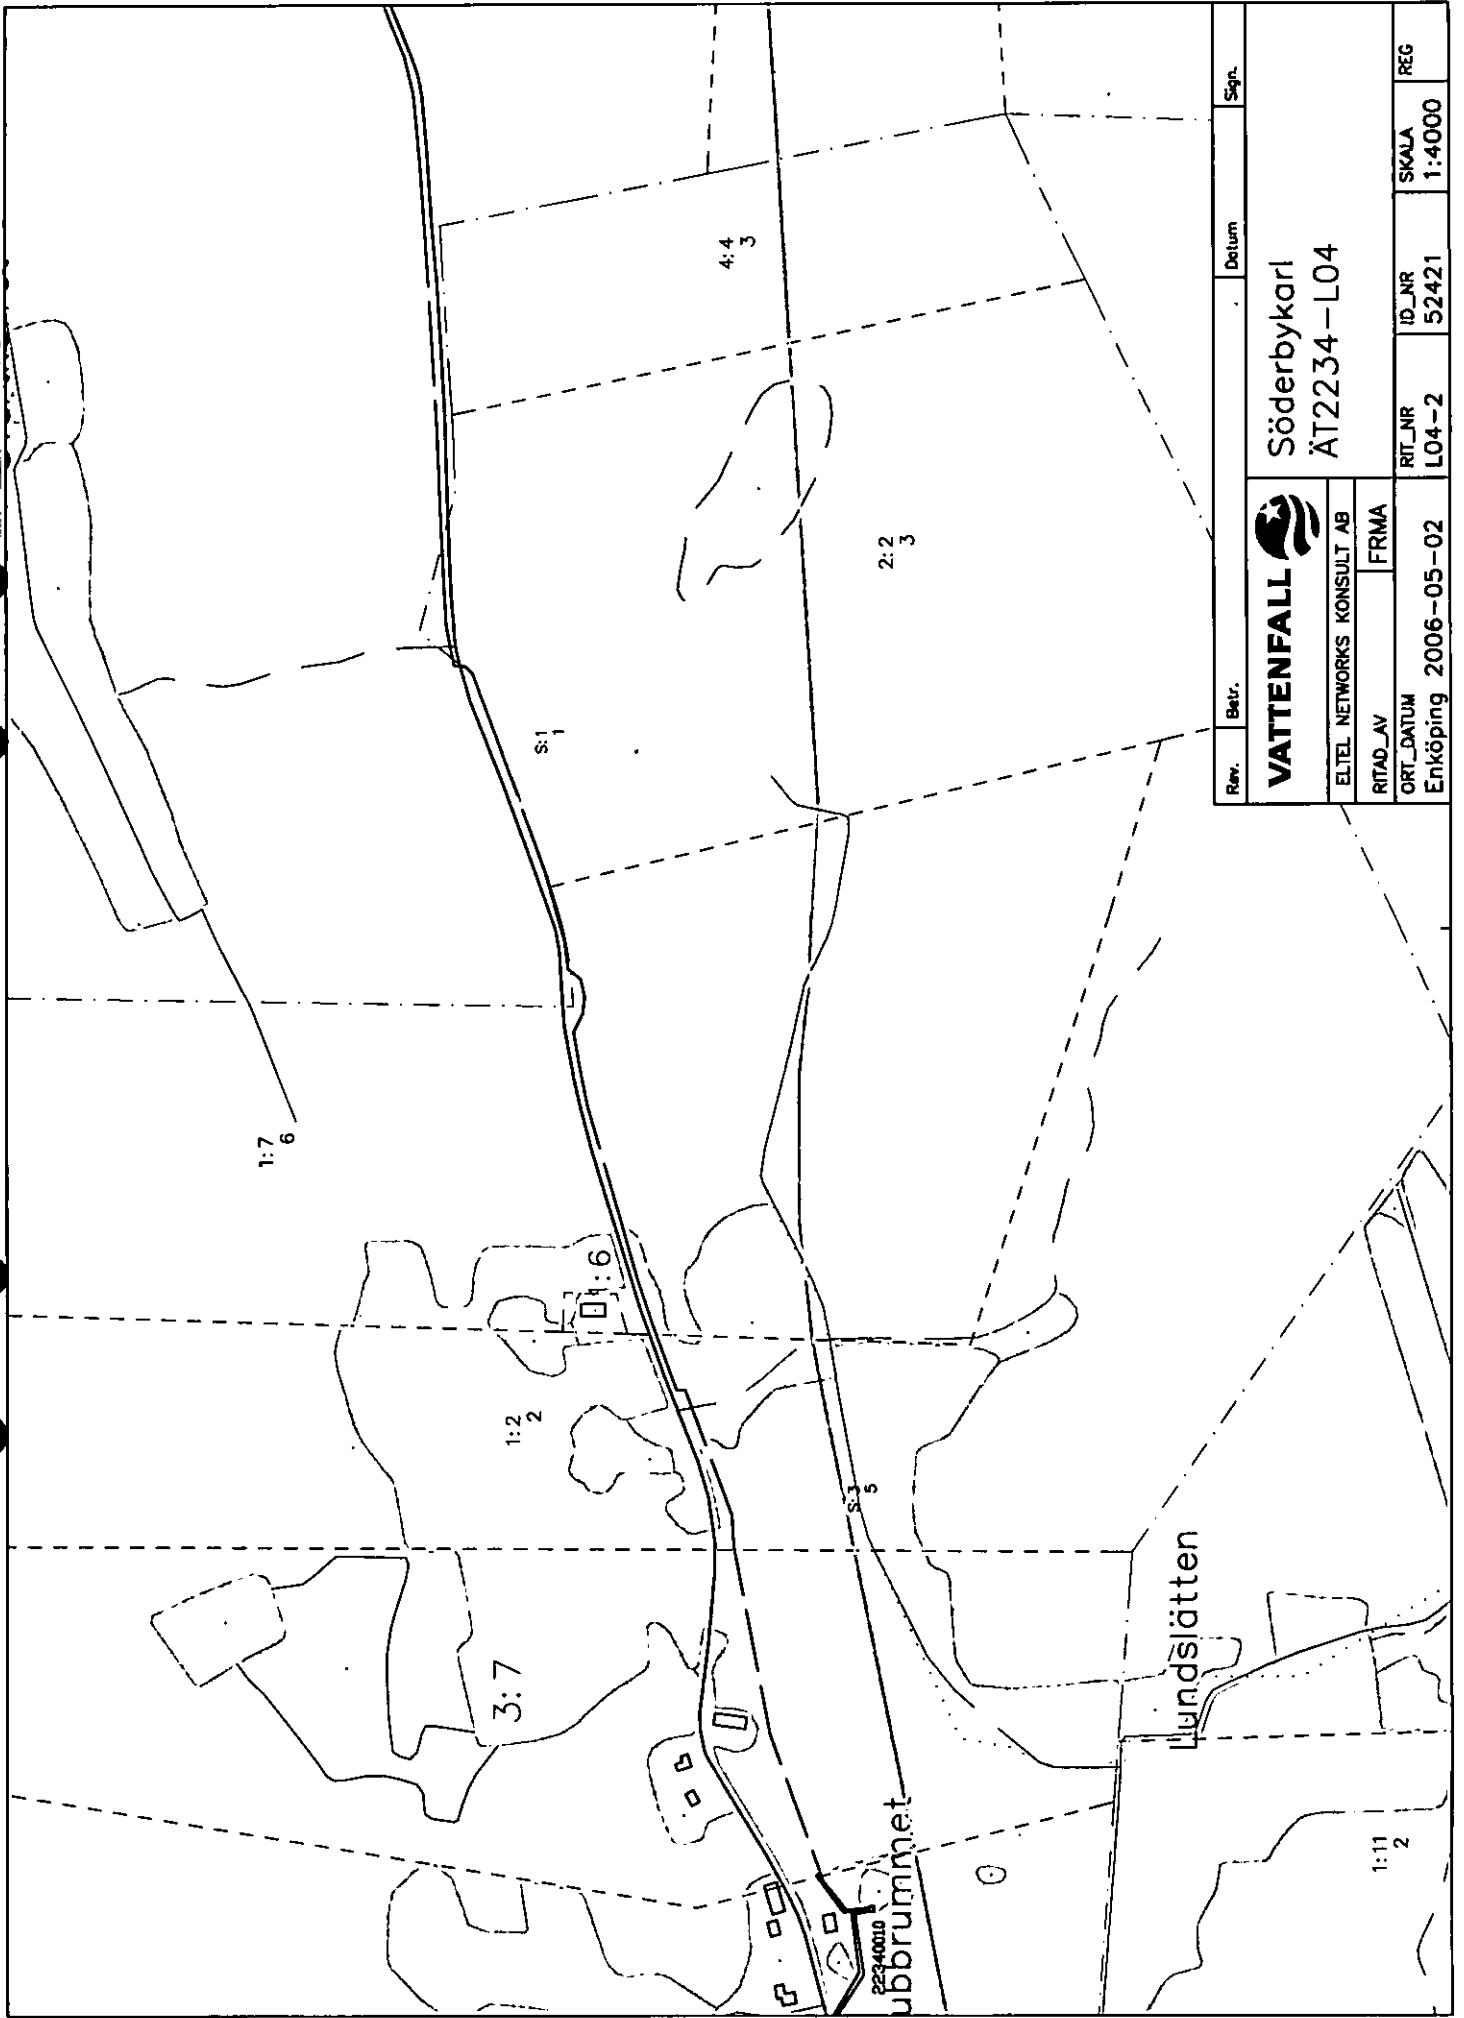 1:7
6
1:6
1:2
2
3:7
S:1
1
4:4
3
2:2
3
S:3
5
22340010
ubbrummet
Lundslätten
1:11
2
Rev.
Betr.
Datum
Sign.
VATTENFALL
Söderbykarl
ÄT2234-L04
ELTEL NETWORKS KONSULT AB
RITAD_AV
FRMA
ORT_DATUM
RIT_NR
ID_NR
SKALA
REG
Enköping 2006-05-02
L04-2
52421
1:4000